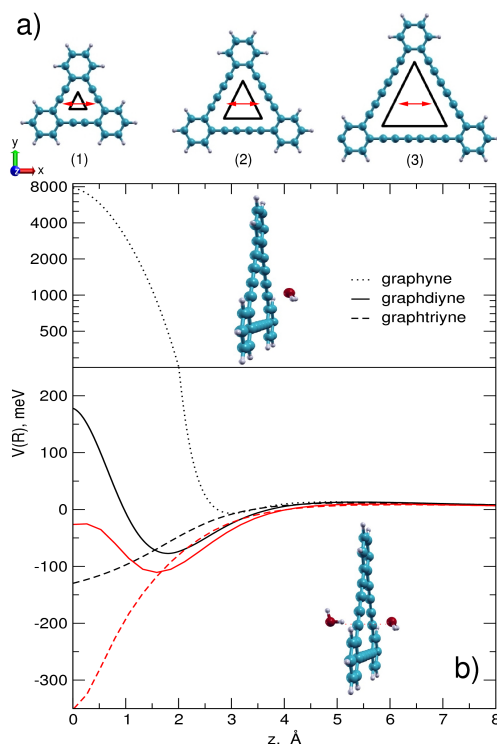 a)
y
z
x
(1)
(2)
(3)
8000
4000
2000
1000
500
graphyne
graphdiyne
graphtriyne
V(R), meV
200
100
0
-100
-200
-300
b)
0 1 2 3 4 5 6 7 8
z, Å